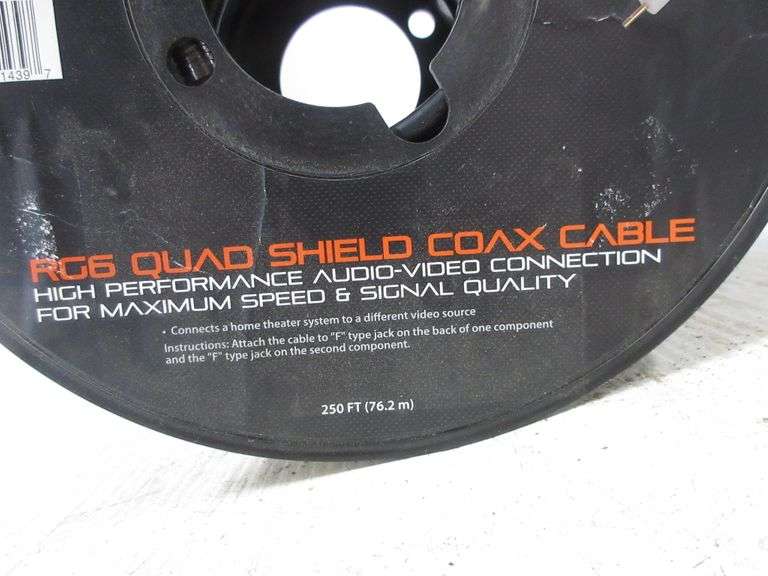 1439 7
RG6 QUAD SHIELD COAX CABLE
HIGH PERFORMANCE AUDIO-VIDEO CONNECTION
FOR MAXIMUM SPEED & SIGNAL QUALITY
• Connects a home theater system to a different video source
Instructions: Attach the cable to "F" type jack on the back of one component
and the "F" type jack on the second component.
250 FT (76.2 m)